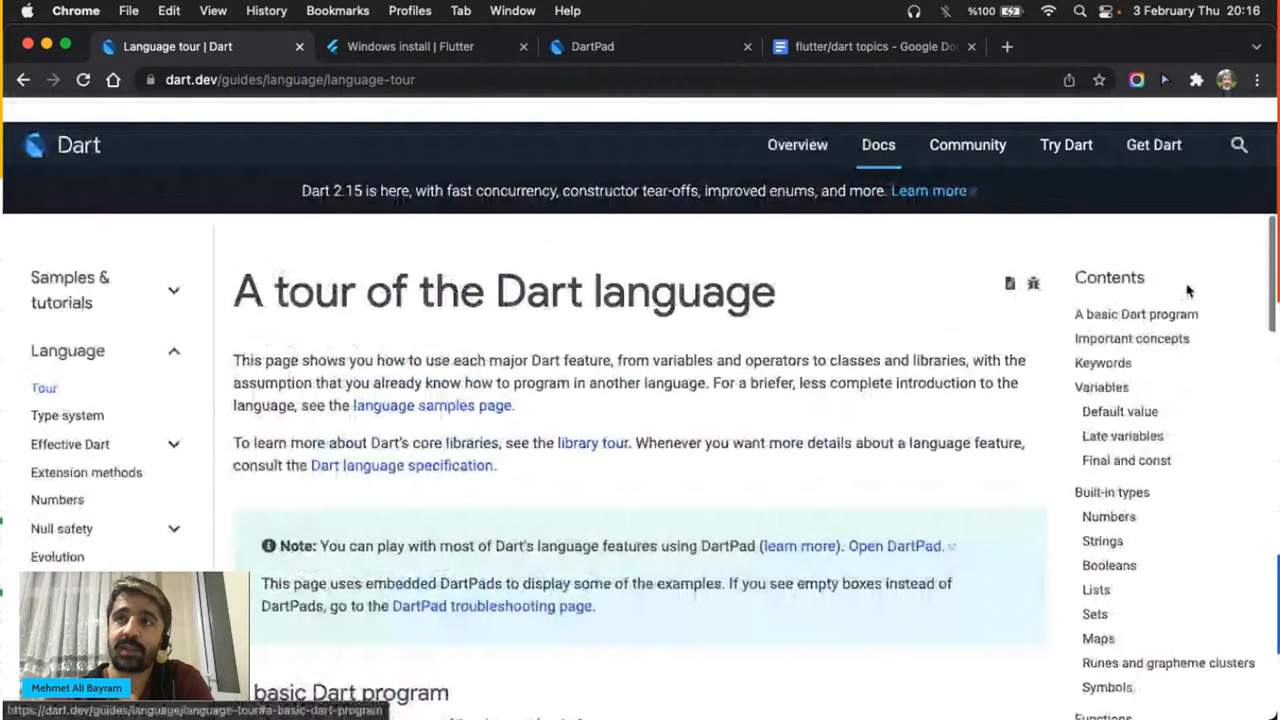 Chrome File Edit View History Bookmarks Profiles Tab Window Help %100 3 February Thu 20:16
Language tour | Dart Windows install | Flutter DartPad flutter/dart topics - Google Do
dart.dev/guides/language/language-tour
Dart Overview Docs Community Try Dart Get Dart
Dart 2.15 is here, with fast concurrency, constructor tear-offs, improved enums, and more. Learn more
Samples &
tutorials
Language
Tour
Type system
Effective Dart
Extension methods
Numbers
Null safety
Evolution
A tour of the Dart language
This page shows you how to use each major Dart feature, from variables and operators to classes and libraries, with the
assumption that you already know how to program in another language. For a briefer, less complete introduction to the
language, see the language samples page.
To learn more about Dart's core libraries, see the library tour. Whenever you want more details about a language feature,
consult the Dart language specification.
Note: You can play with most of Dart's language features using DartPad (learn more). Open DartPad.
This page uses embedded DartPads to display some of the examples. If you see empty boxes instead of
DartPads, go to the DartPad troubleshooting page.
basic Dart program
Contents
A basic Dart program
Important concepts
Keywords
Variables
Default value
Late variables
Final and const
Built-in types
Numbers
Strings
Booleans
Lists
Sets
Maps
Runes and grapheme clusters
Symbols
Functions
Mehmet Ali Bayram
https://dart.dev/guides/language/language-tour#a-basic-dart-program